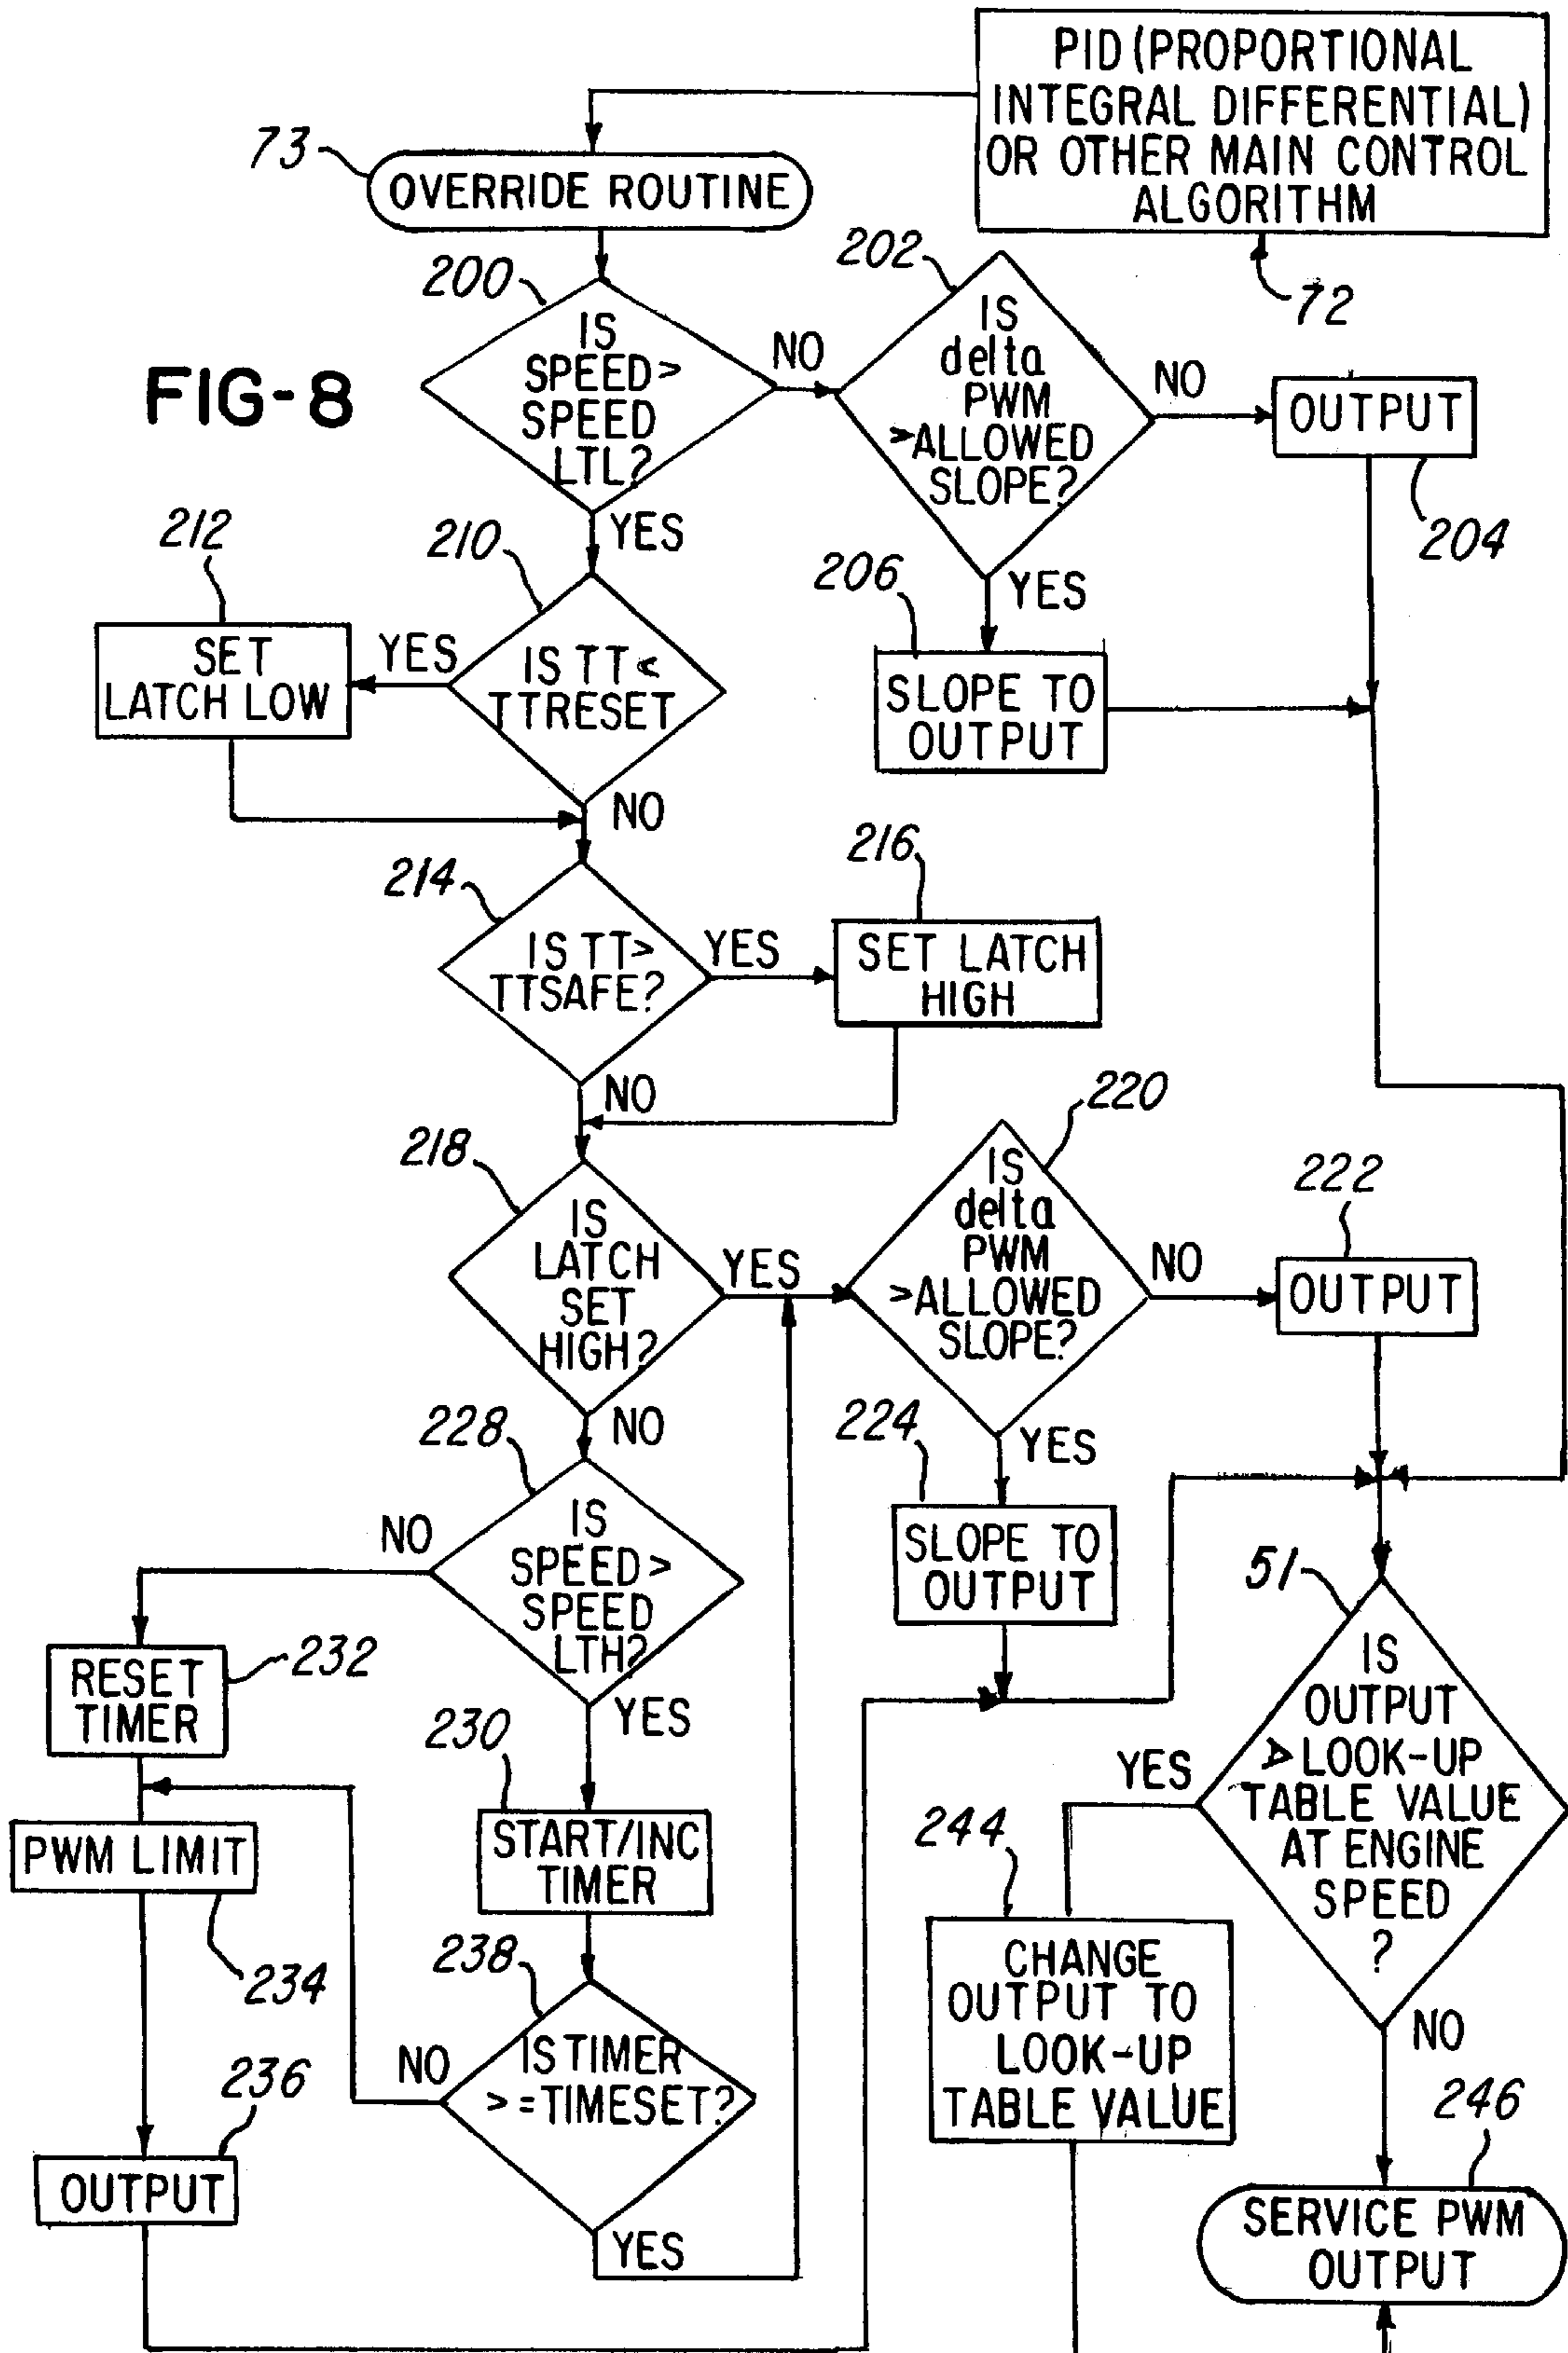 PID (PROPORTIONAL
INTEGRAL DIFFERENTIAL)
OR OTHER MAIN CONTROL
ALGORITHM
72
73
OVERRIDE ROUTINE
FIG-8
200
IS
SPEED >
SPEED
LTL?
NO
YES
202
IS
delta
PWM
>ALLOWED
SLOPE?
NO
YES
OUTPUT
204
206
SLOPE TO
OUTPUT
210
IS TT <
TTRESET
YES
NO
212
SET
LATCH LOW
214
IS TT >
TTSAFE?
YES
NO
216
SET LATCH
HIGH
218
IS
LATCH
SET
HIGH?
YES
NO
220
IS
delta
PWM
>ALLOWED
SLOPE?
NO
YES
222
OUTPUT
224
SLOPE TO
OUTPUT
228
IS
SPEED >
SPEED
LTH?
NO
YES
RESET
TIMER
232
230
START/INC
TIMER
PWM LIMIT
234
238
IS TIMER
>=TIMESET?
NO
YES
236
OUTPUT
51
IS
OUTPUT
>LOOK-UP
TABLE VALUE
AT ENGINE
SPEED
?
YES
NO
244
CHANGE
OUTPUT TO
LOOK-UP
TABLE VALUE
246
SERVICE PWM
OUTPUT